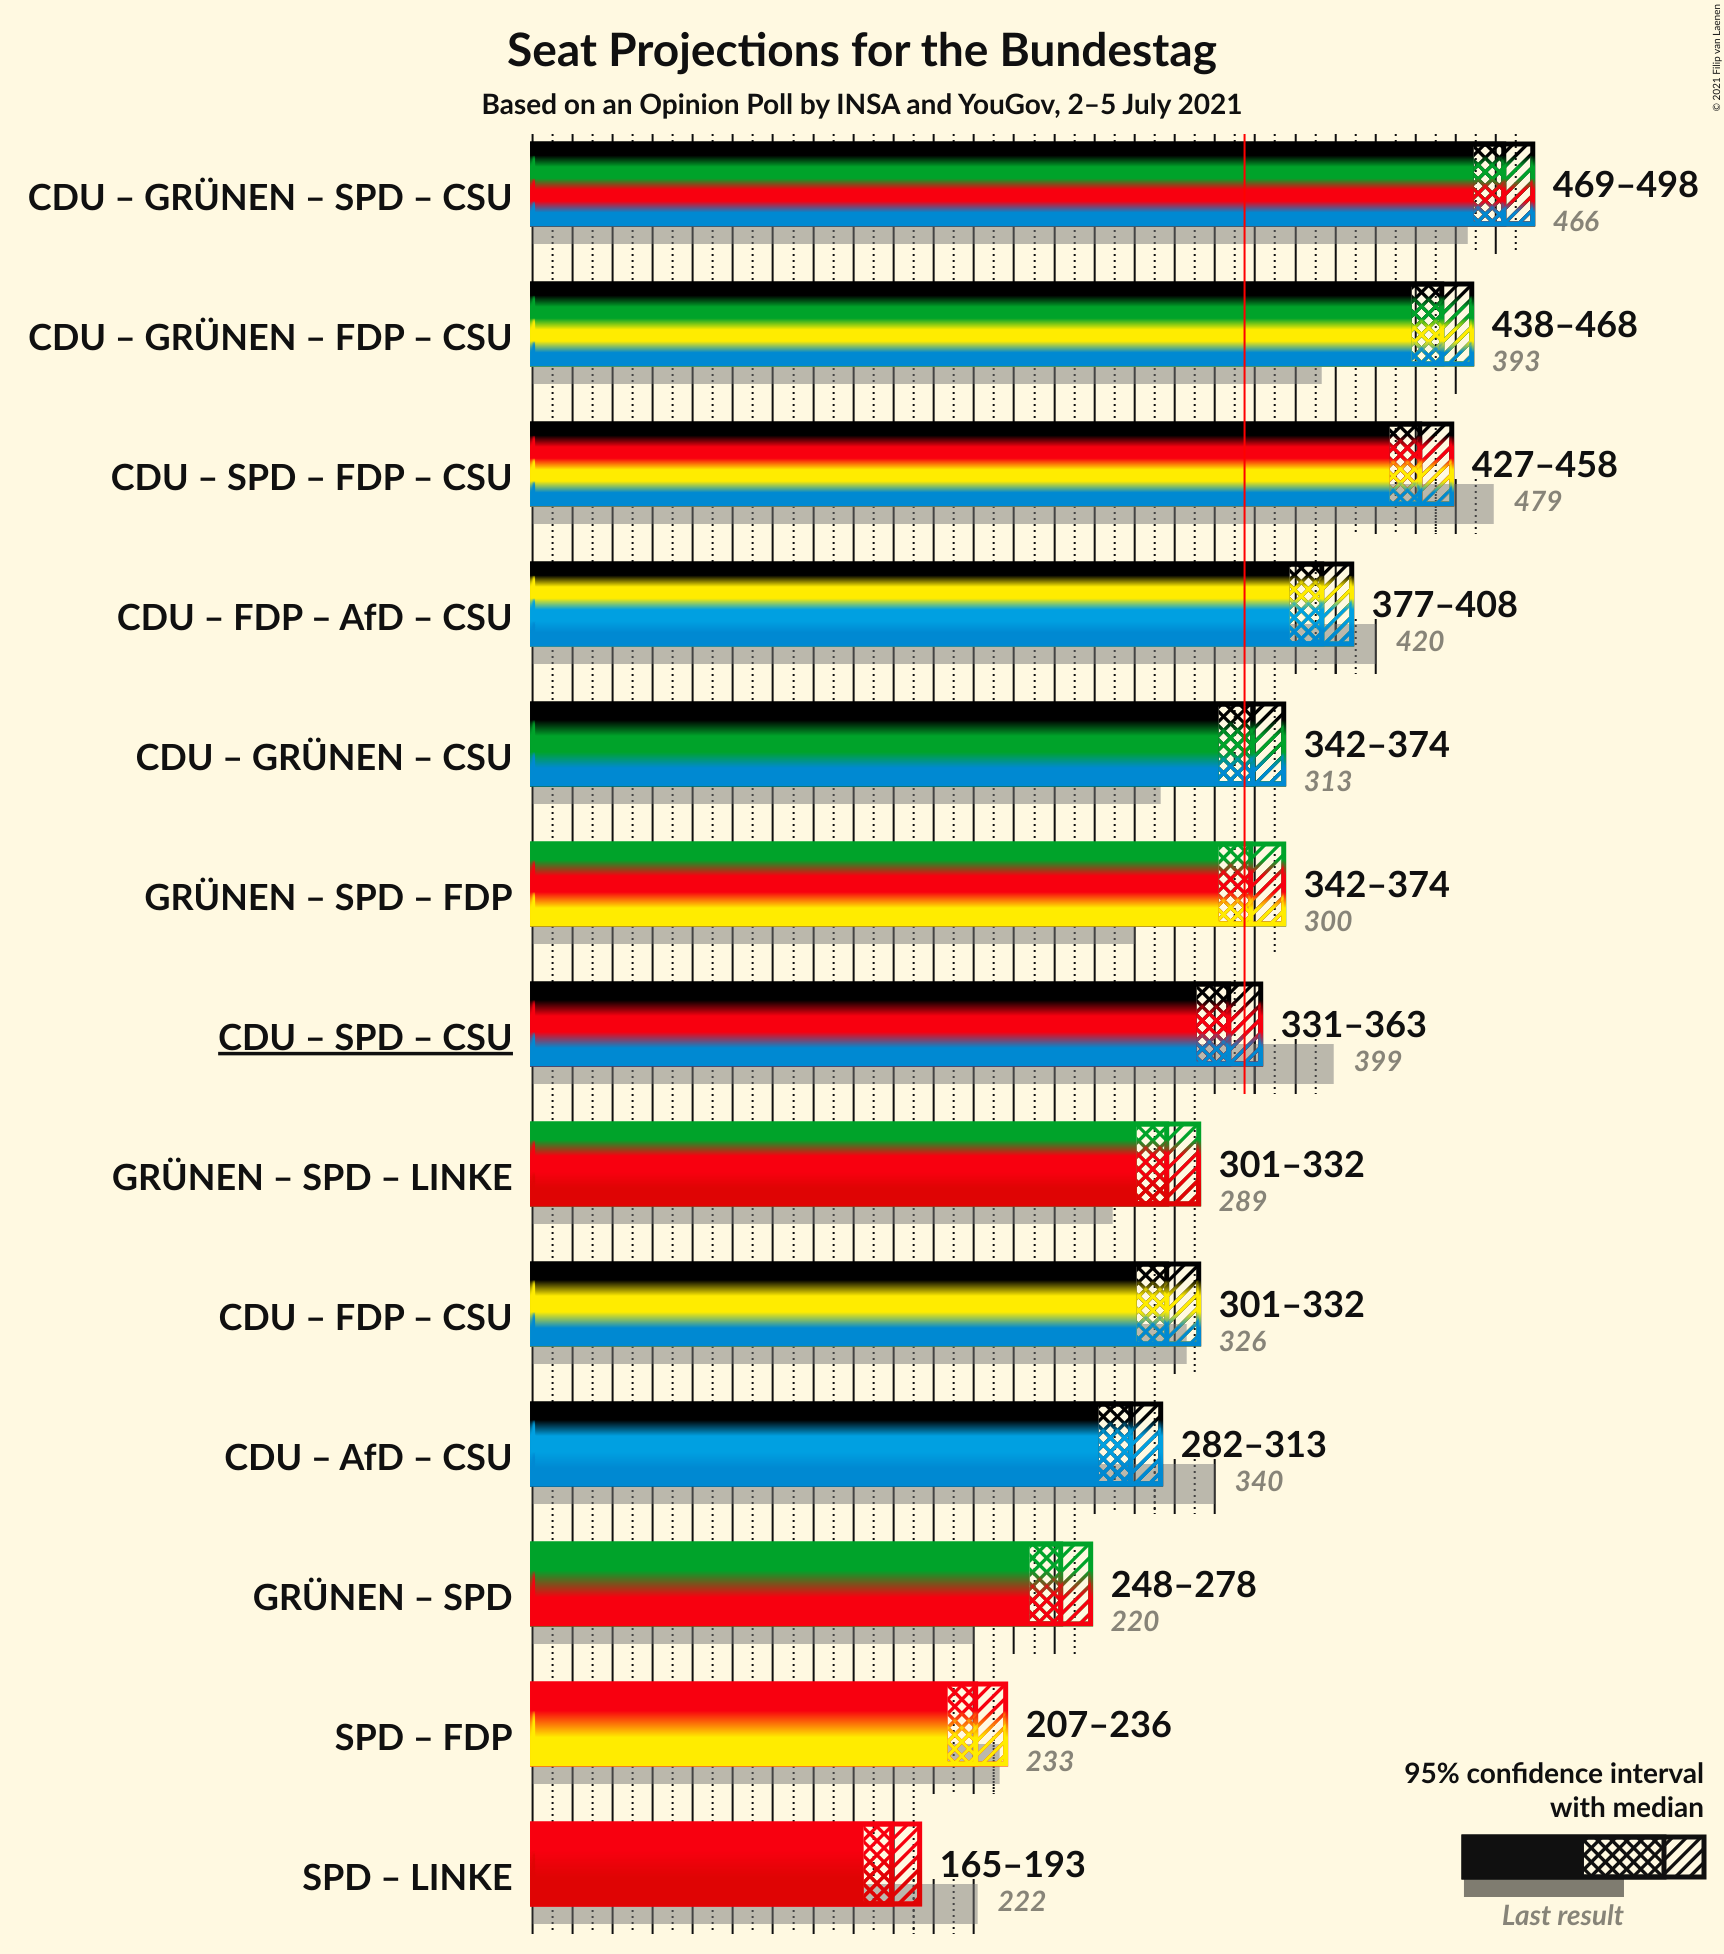 Seat Projections for the Bundestag
Based on an Opinion Poll by INSA and YouGov, 2–5 July 2021
© 2021 Filip van Laenen
CDU – GRÜNEN – SPD – CSU
469–498
466
CDU – GRÜNEN – FDP – CSU
438–468
393
CDU – SPD – FDP – CSU
427–458
479
CDU – FDP – AfD – CSU
377–408
420
CDU – GRÜNEN – CSU
342–374
313
GRÜNEN – SPD – FDP
342–374
300
CDU – SPD – CSU
331–363
399
GRÜNEN – SPD – LINKE
301–332
289
CDU – FDP – CSU
301–332
326
CDU – AfD – CSU
282–313
340
GRÜNEN – SPD
248–278
220
SPD – FDP
207–236
233
SPD – LINKE
165–193
222
95% confidence interval
with median
Last result